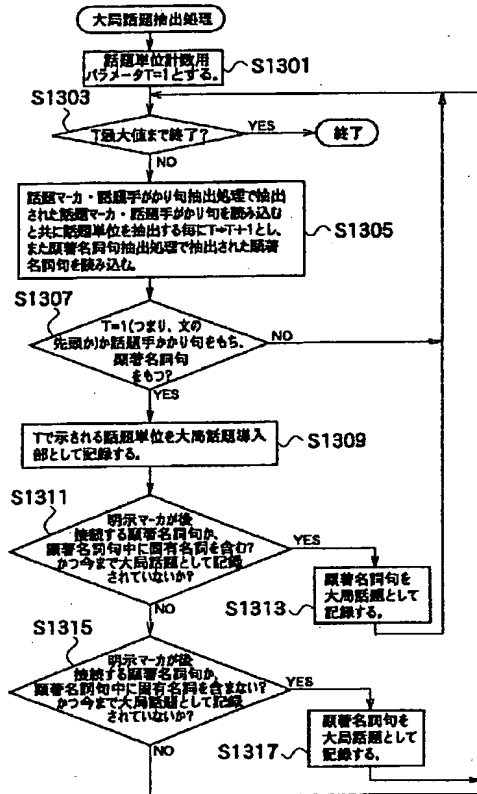 大局話題抽出処理
話題単位計数用
パラメータT=1とする。
S1301
S1303
T最大値まで終了?
YES
終了
NO
話題マーカ・話題手がかり句抽出処理で抽出
された話題マーカ・話題手がかり句を読み込む
と共に話題単位を抽出する毎にT=T+1とし、
また顕著名詞句抽出処理で抽出された顕著
名詞句を読み込む。
S1305
S1307
T=1(つまり、文の
先頭か)か話題手がかり句をもち、
顕著名詞句
をもつ?
NO
YES
Tで示される話題単位を大局話題導入
部として記録する。
S1309
S1311
明示マーカが後
接続する顕著名詞句か、
顕著名詞句中に固有名詞を含む?
かつ今まで大局話題として記録
されていないか?
YES
顕著名詞句を
大局話題として
記録する。
S1313
NO
S1315
明示マーカが後
接続する顕著名詞句か、
顕著名詞句中に固有名詞を含まない?
かつ今まで大局話題として記録
されていないか?
YES
顕著名詞句を
大局話題として
記録する。
S1317
NO